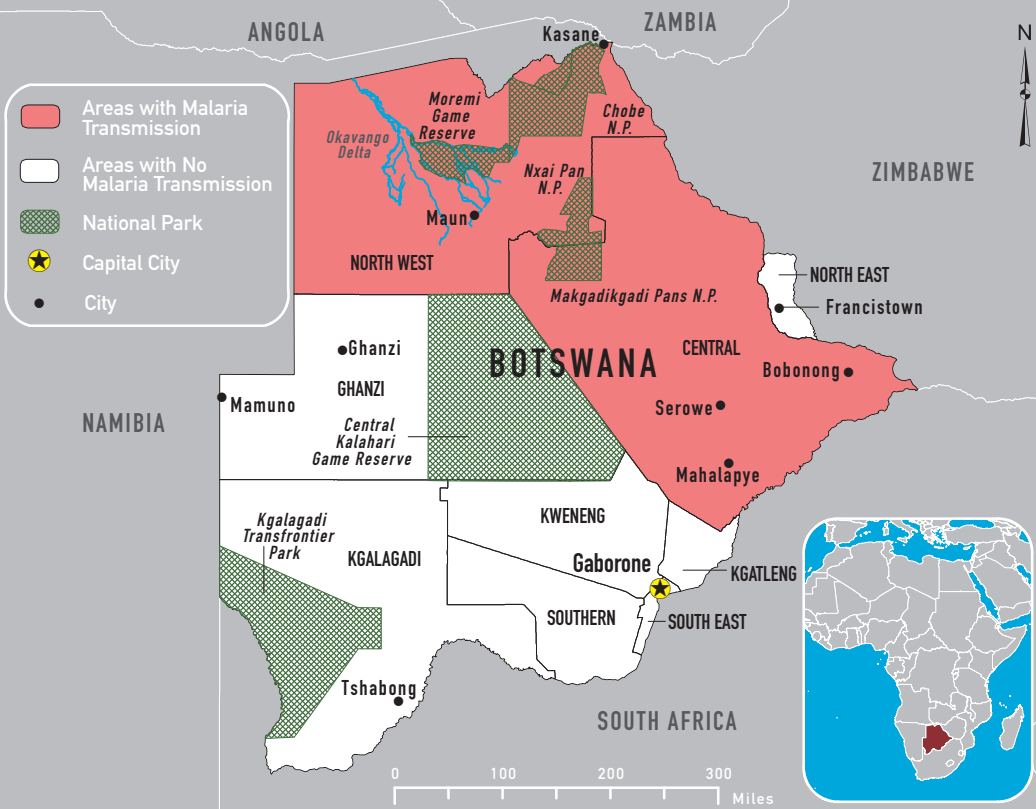 ANGOLA
ZAMBIA
Kasane
N
Areas with Malaria
Transmission
Areas with No
Malaria Transmission
National Park
Capital City
City
Moremi
Game
Reserve
Chobe
N.P.
Okavango
Delta
Nxai Pan
N.P.
ZIMBABWE
Maun
NORTH WEST
NORTH EAST
Makgadikgadi Pans N.P.
Francistown
Ghanzi
BOTSWANA
CENTRAL
Bobonong
GHANZI
Mamuno
Serowe
NAMIBIA
Central
Kalahari
Game Reserve
Mahalapye
Kgalagadi
Transfrontier
Park
KWENENG
KGALAGADI
Gaborone
KGATLENG
SOUTHERN
SOUTH EAST
Tshabong
SOUTH AFRICA
0 100 200 300
Miles